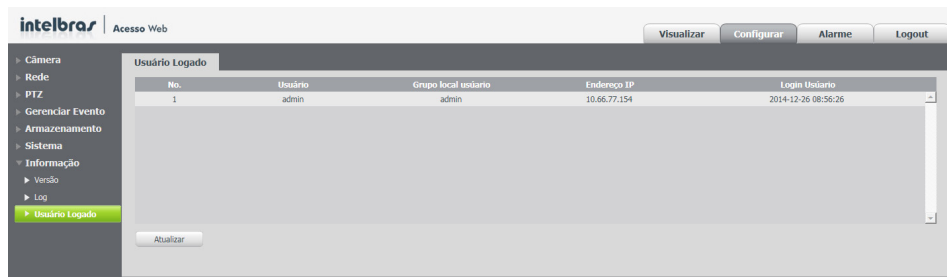 intelbras Acesso Web
Visualizar Configurar Alarme Logout
Câmera
Rede
PTZ
Gerenciar Evento
Armazenamento
Sistema
Informação
Versão
Log
Usuário Logado
Usuário Logado
No. Usuário Grupo local usúario Endereço IP Login Usúario
1 admin admin 10.66.77.154 2014-12-26 08:56:26
Atualizar